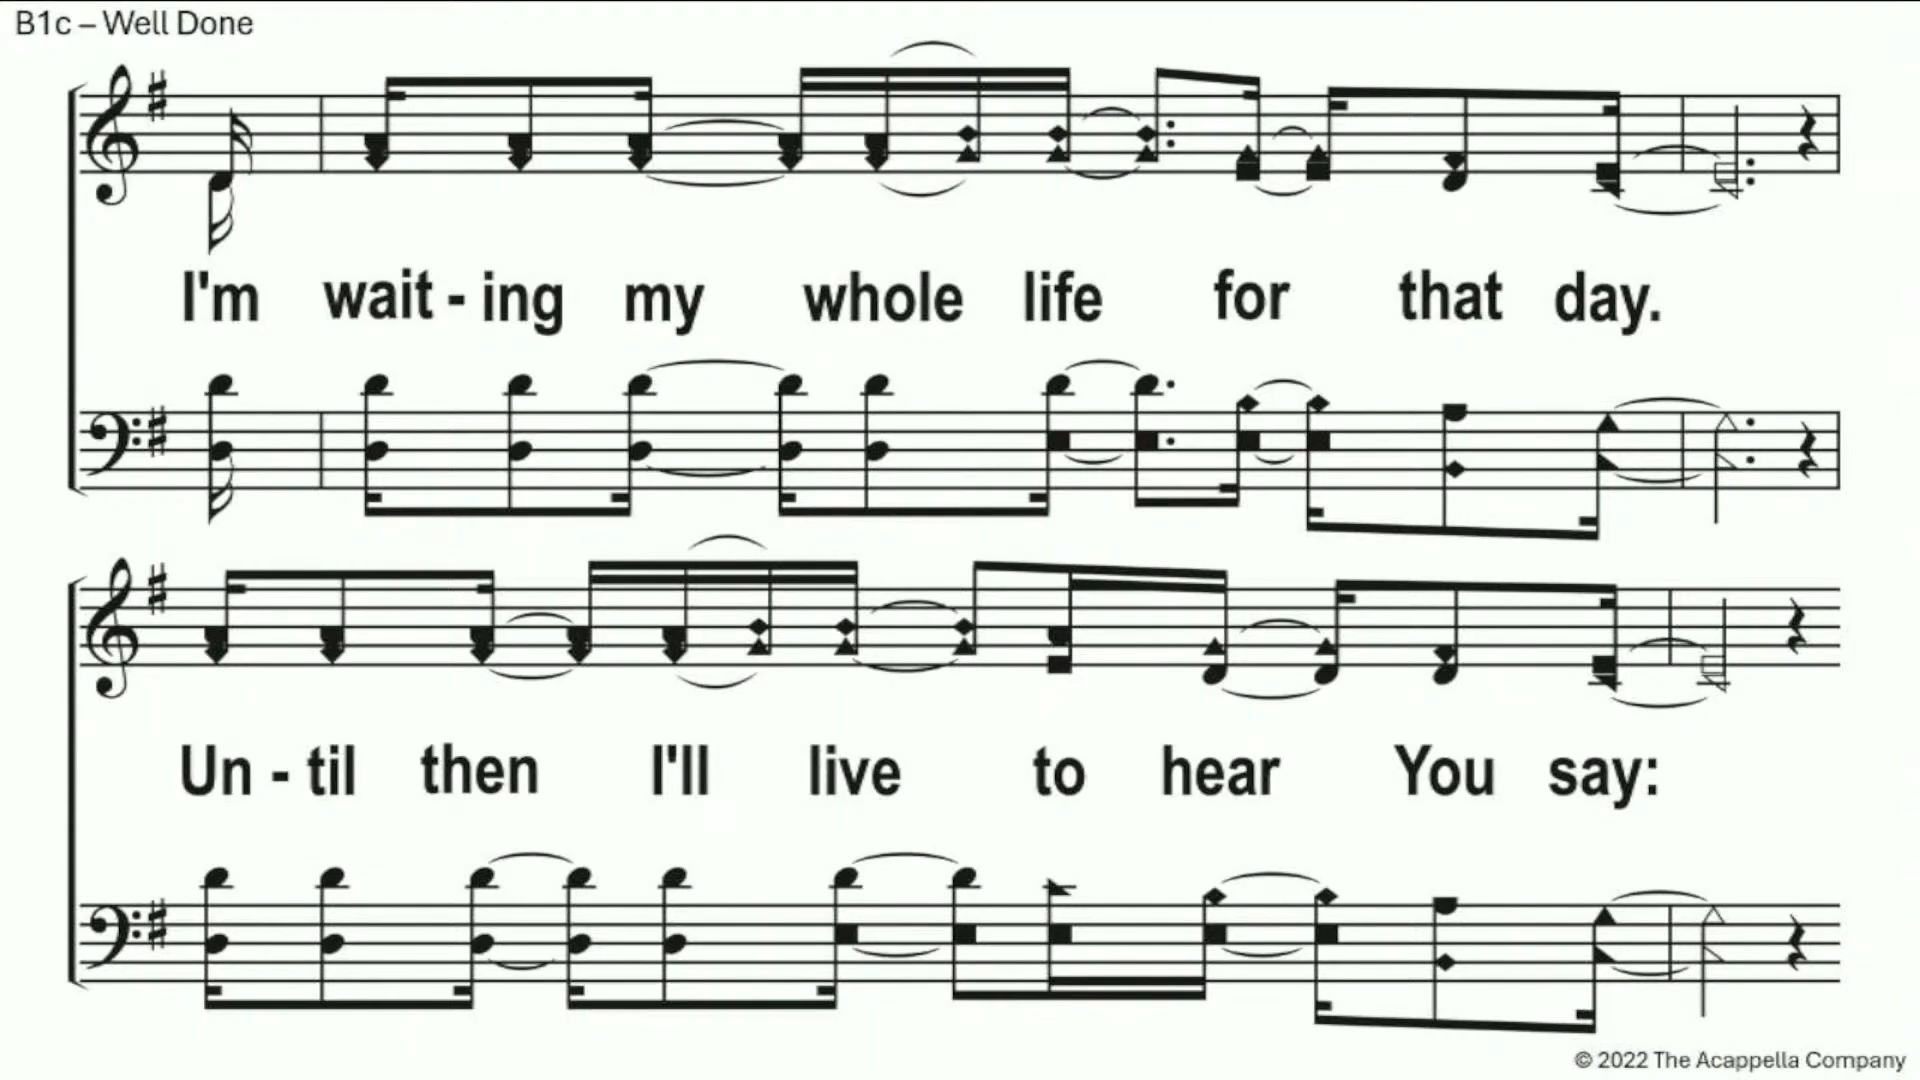 B1c – Well Done
I'm wait - ing my whole life for that day.
Un - til then I'll live to hear You say:
© 2022 The Acappella Company